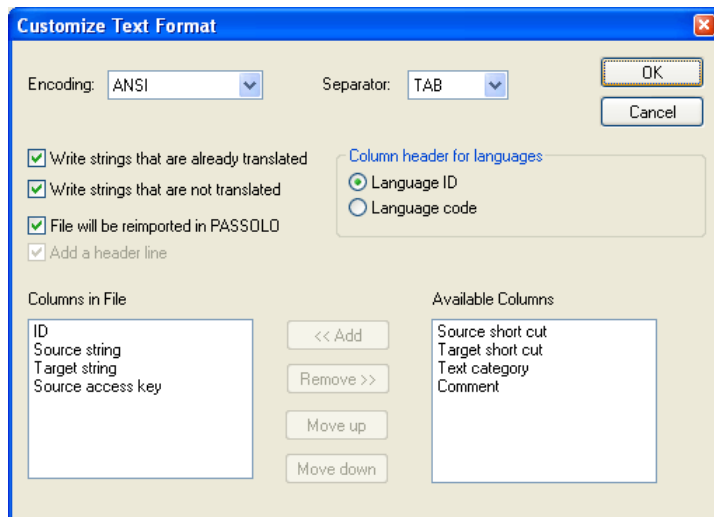 Customize Text Format
Encoding: ANSI Separator: TAB OK
Cancel
Write strings that are already translated
Write strings that are not translated
File will be reimported in PASSOLO
Add a header line
Column header for languages
Language ID
Language code
Columns in File
ID
Source string
Target string
Source access key
<< Add
Remove >>
Move up
Move down
Available Columns
Source short cut
Target short cut
Text category
Comment